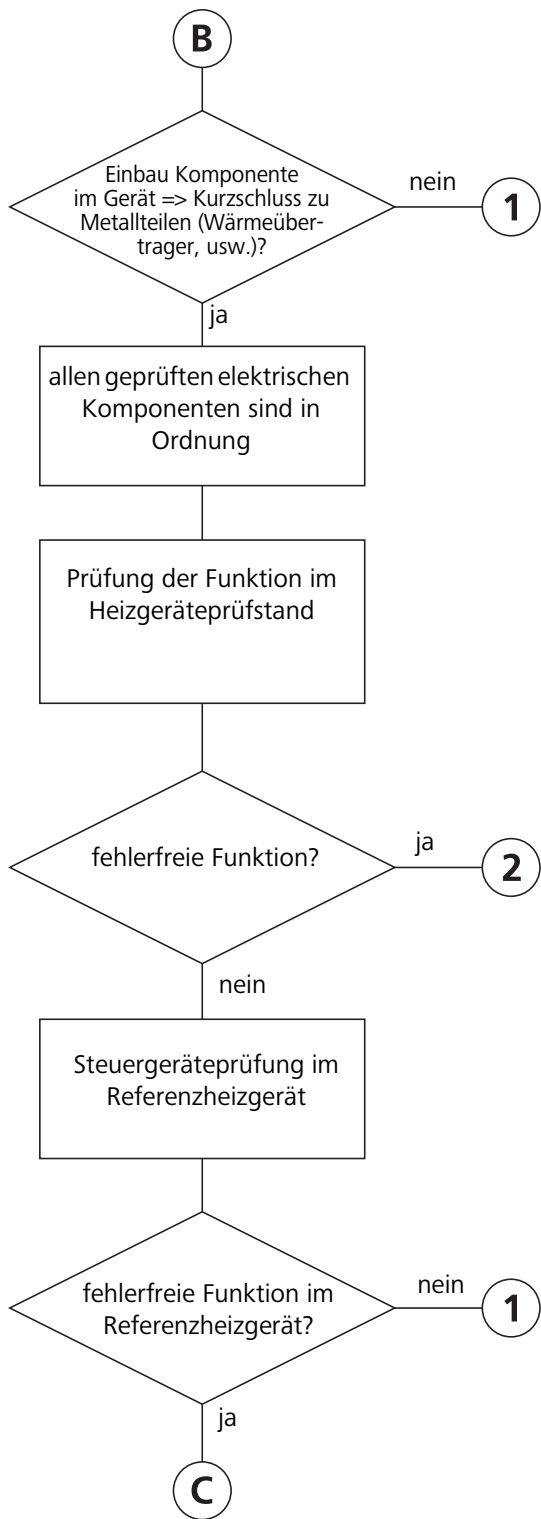 B
Einbau Komponente
im Gerät => Kurzschluss zu
Metallteilen (Wärmeüber-
trager, usw.)?
nein
1
ja
allen geprüften elektrischen
Komponenten sind in
Ordnung
Prüfung der Funktion im
Heizgeräteprüfstand
fehlerfreie Funktion?
ja
2
nein
Steuergeräteprüfung im
Referenzheizgerät
fehlerfreie Funktion im
Referenzheizgerät?
nein
1
ja
C